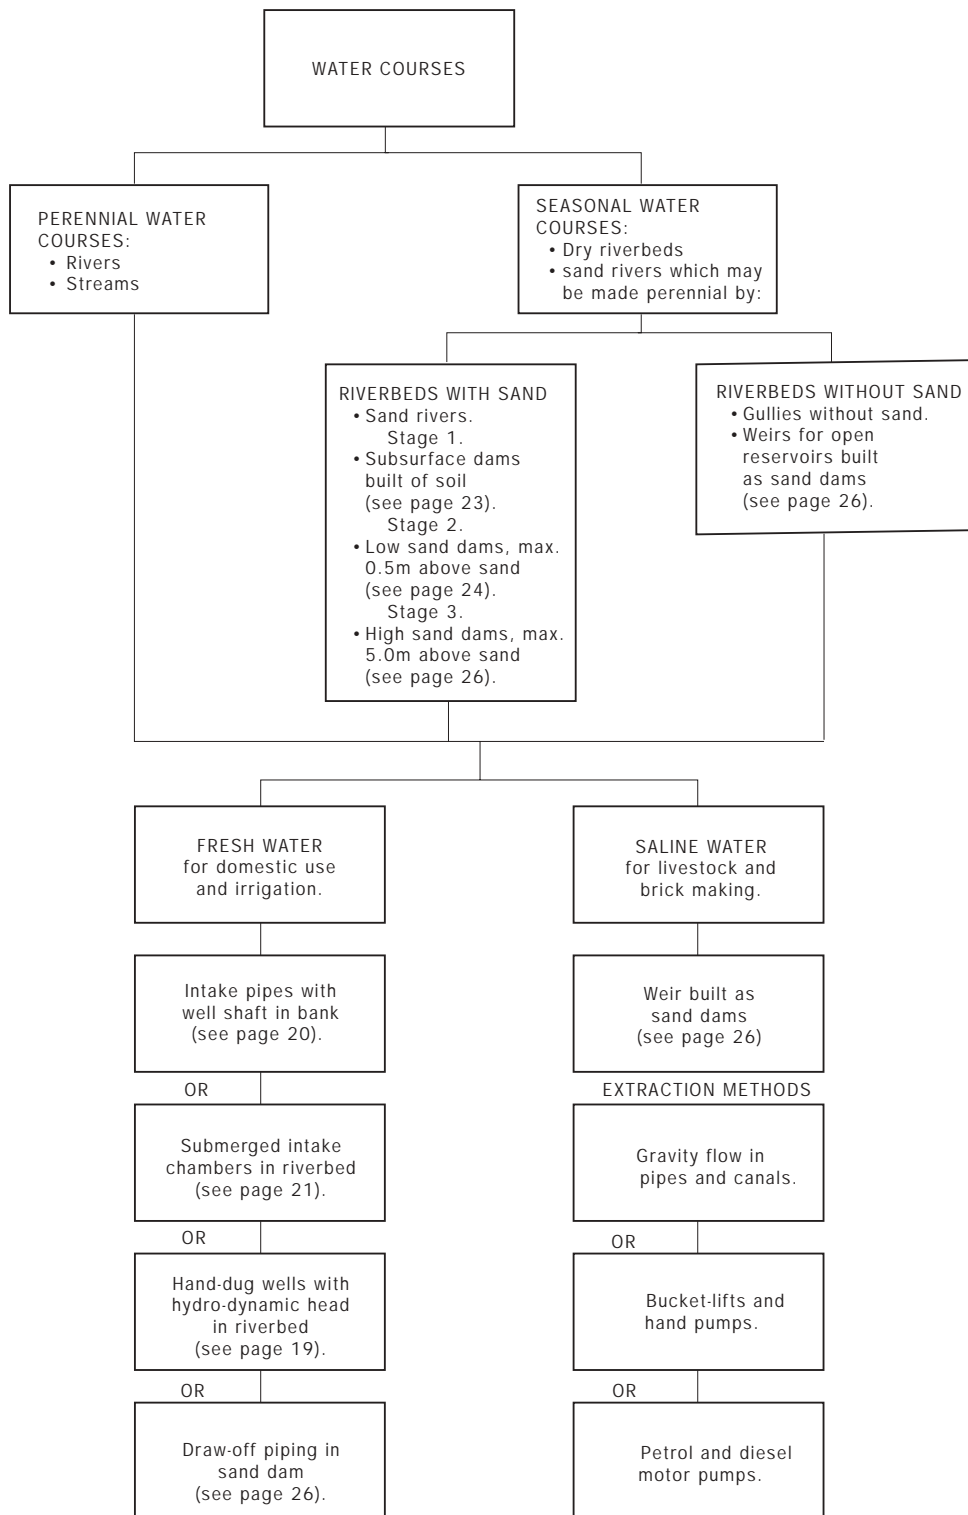 WATER COURSES
PERENNIAL WATER
COURSES:
• Rivers
• Streams
SEASONAL WATER
COURSES:
• Dry riverbeds
• sand rivers which may
be made perennial by:
RIVERBEDS WITH SAND
• Sand rivers.
Stage 1.
• Subsurface dams
built of soil
(see page 23).
Stage 2.
• Low sand dams, max.
0.5m above sand
(see page 24).
Stage 3.
• High sand dams, max.
5.0m above sand
(see page 26).
RIVERBEDS WITHOUT SAND
• Gullies without sand.
• Weirs for open
reservoirs built
as sand dams
(see page 26).
FRESH WATER
for domestic use
and irrigation.
Intake pipes with
well shaft in bank
(see page 20).
OR
Submerged intake
chambers in riverbed
(see page 21).
OR
Hand-dug wells with
hydro-dynamic head
in riverbed
(see page 19).
OR
Draw-off piping in
sand dam
(see page 26).
SALINE WATER
for livestock and
brick making.
Weir built as
sand dams
(see page 26)
EXTRACTION METHODS
Gravity flow in
pipes and canals.
OR
Bucket-lifts and
hand pumps.
OR
Petrol and diesel
motor pumps.